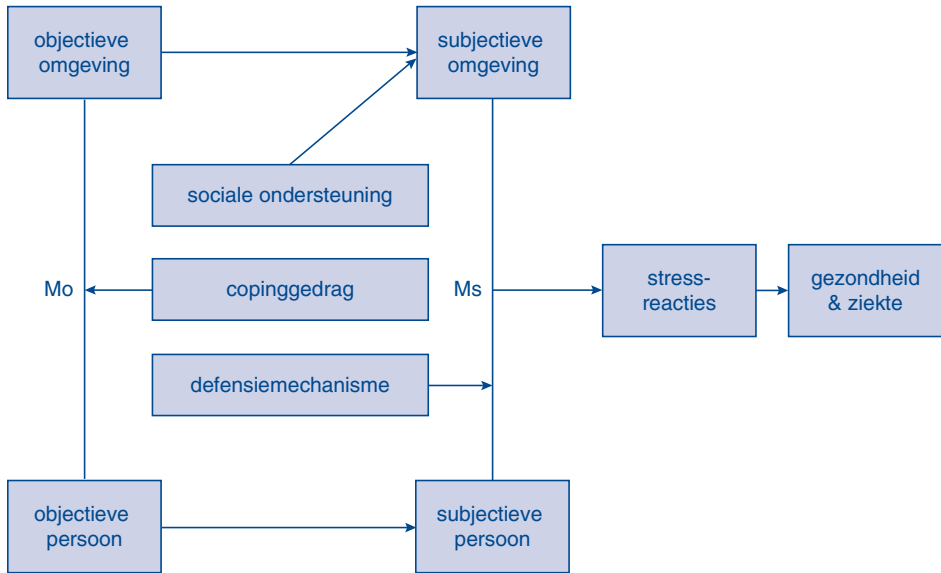 objectieve
omgeving
subjectieve
omgeving
sociale ondersteuning
Mo
copinggedrag
Ms
stress-
reacties
gezondheid
& ziekte
defensiemechanisme
objectieve
persoon
subjectieve
persoon